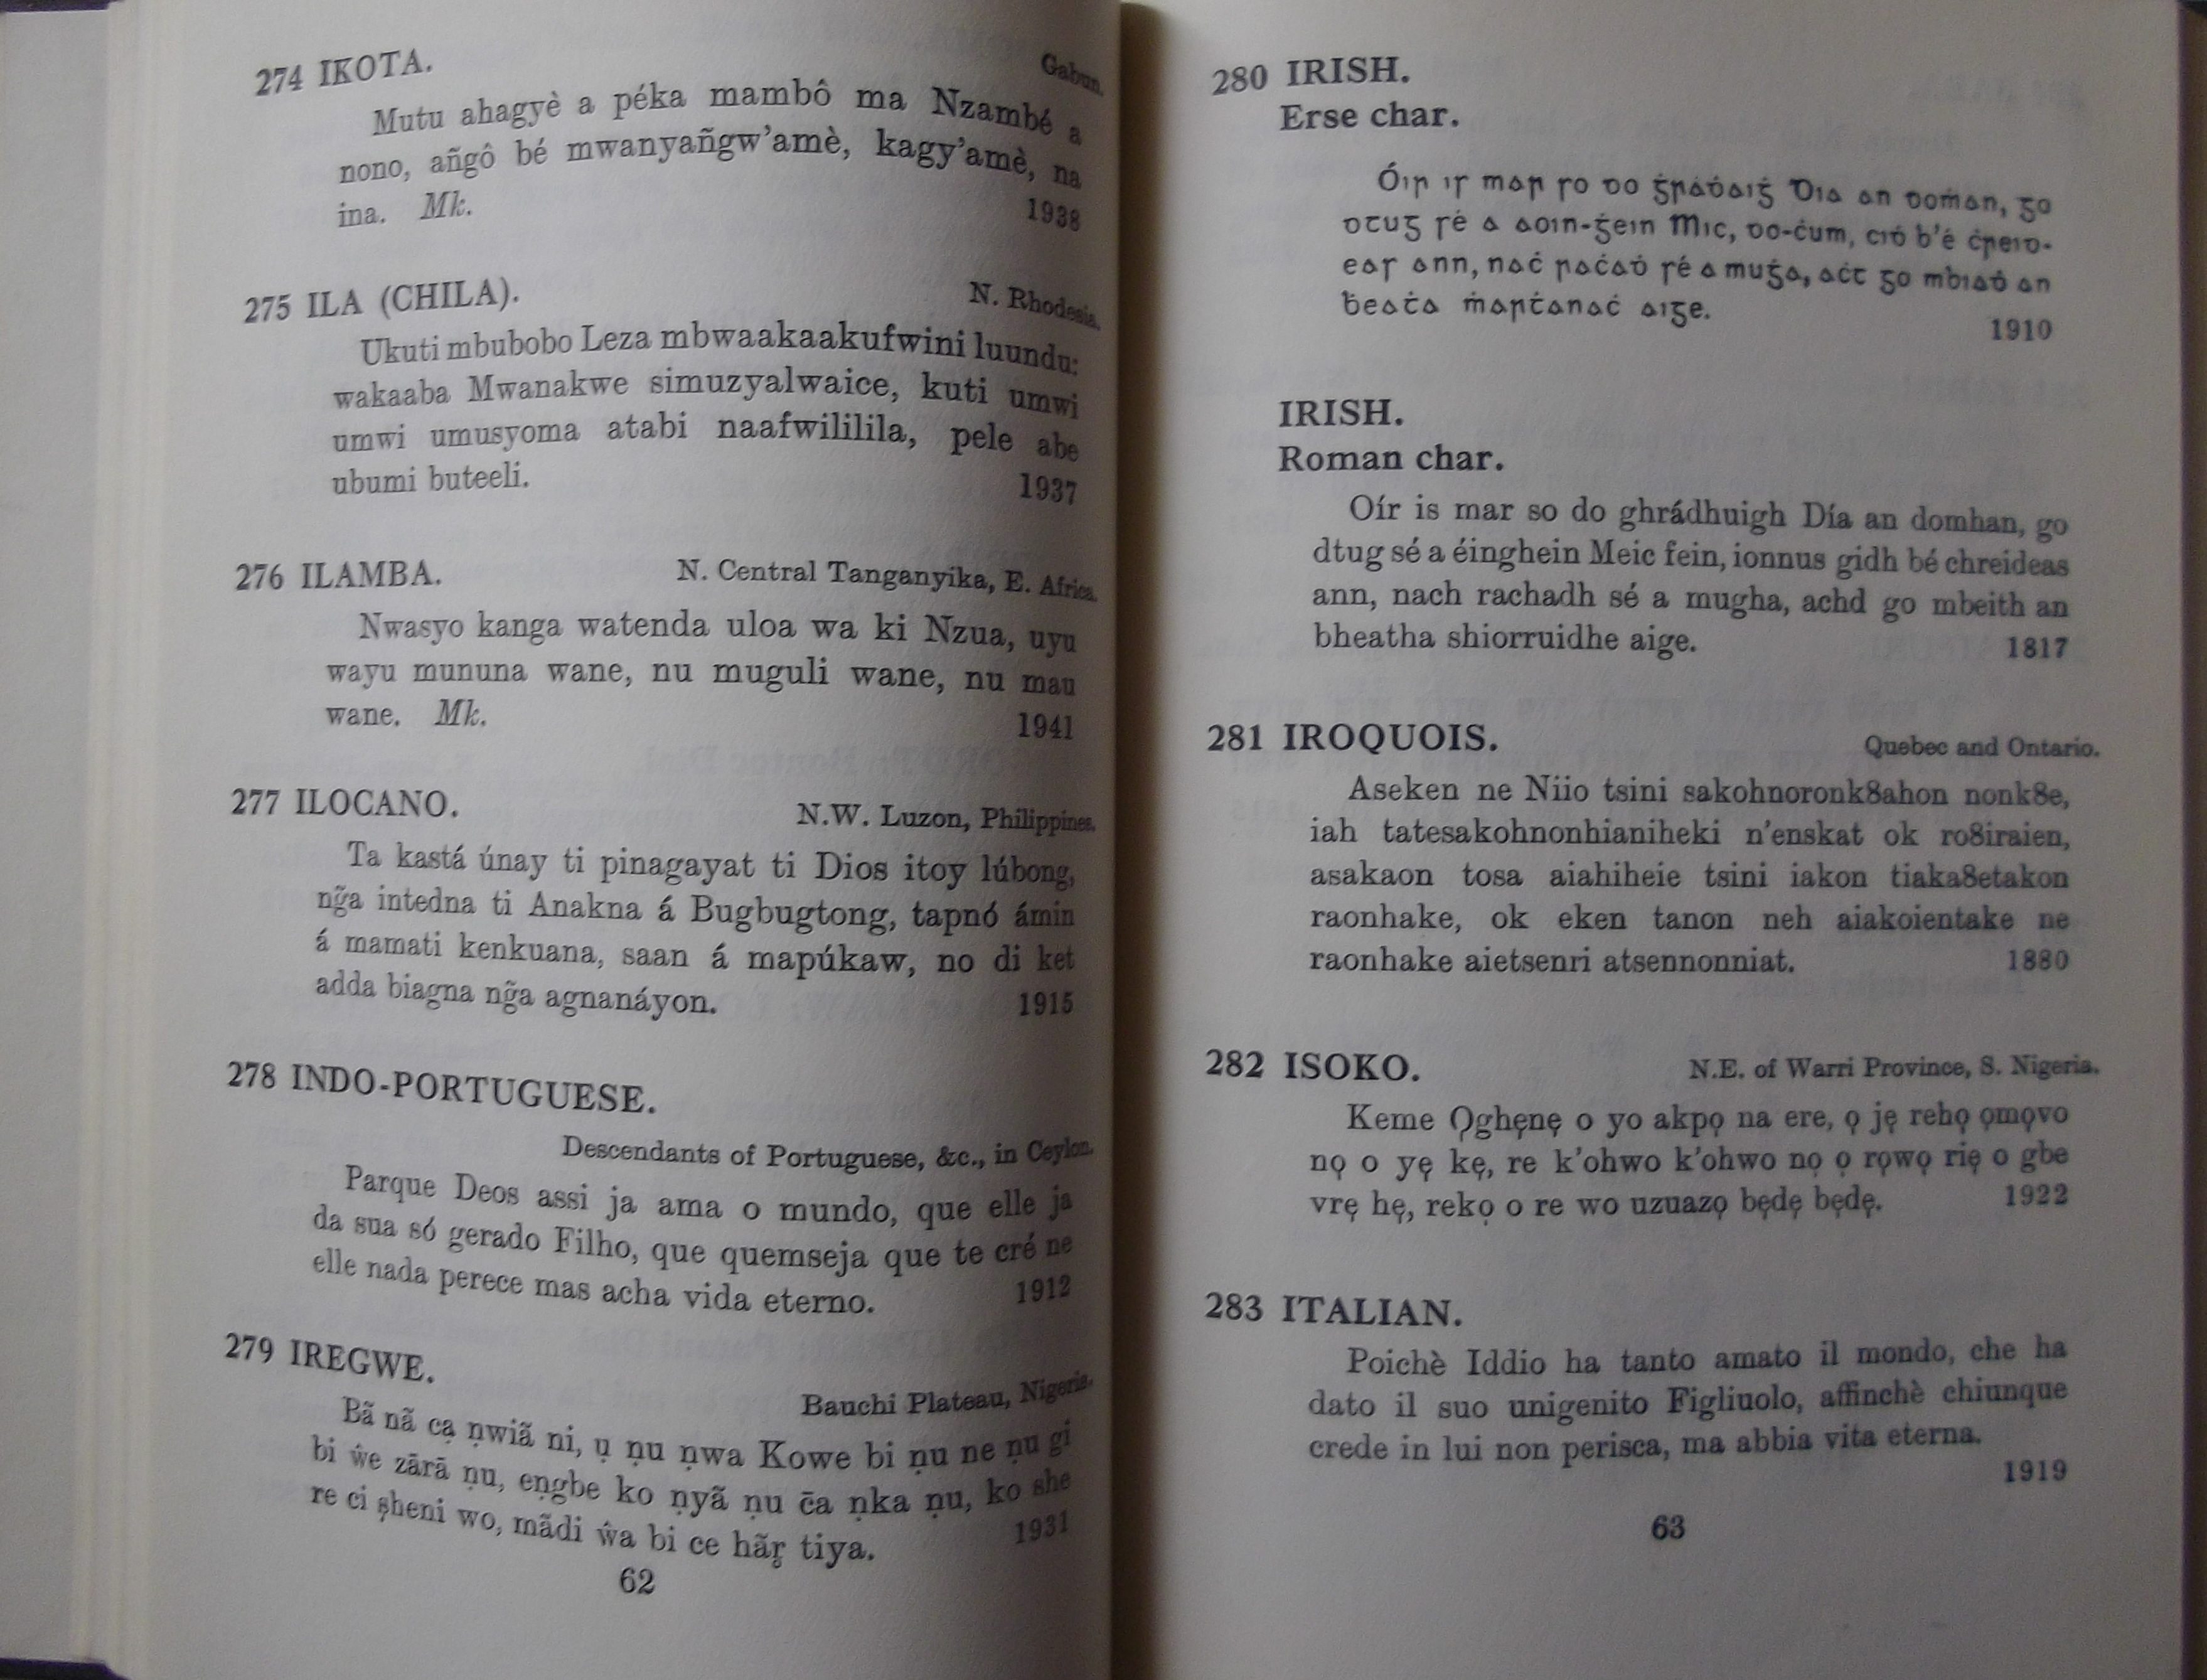 274 IKOTA.
Gabun.
Mutu ahagyè a péka mambô ma Nzambé a
nono, añgô bé mwanyañgw’amè, kagy’amè, na
ina. Mk.
1938
275 ILA (CHILA).
N. Rhodesia.
Ukuti mbubobo Leza mbwaakaakufwini luundu:
wakaaba Mwanakwe simuzyalwaice, kuti umwi
umwi umusyoma atabi naafwililila, pele abe
ubumi buteeli.
1937
276 ILAMBA.
N. Central Tanganyika, E. Africa.
Nwasyo kanga watenda uloa wa ki Nzua, uyu
wayu mununa wane, nu muguli wane, nu mau
wane. Mk.
1941
277 ILOCANO.
N.W. Luzon, Philippines.
Ta kastá únay ti pinagayat ti Dios itoy lúbong,
ng̃a intedna ti Anakna á Bugbugtong, tapnó ámin
á mamati kenkuana, saan á mapúkaw, no di ket
adda biagna ng̃a agnanáyon.
1915
278 INDO-PORTUGUESE.
Descendants of Portuguese, &c., in Ceylon.
Parque Deos assi ja ama o mundo, que elle ja
da sua só gerado Filho, que quemseja que te cré ne
elle nada perece mas acha vida eterno.
1912
279 IREGWE.
Bauchi Plateau, Nigeria.
Bã nã cạ ṇwiã ni, ụ ṇu ṇwa Kowe bi ṇu ne ṇu gi
bi ŵe zārā ṇu, eṇgbe ko ṇyã ṇu c̄a ṇka ṇu, ko she
re ci ṣheni wo, mãdi ŵa bi ce hãr̥ tiya.
1931
62
280 IRISH.
Erse char.
Óir is mar so do ġráḋaiġ Dia an doṁan, go
dtug sé a aoin-ġein Mic, do-ċum, ciḋ b’é ċreid-
eas ann, naċ raċaḋ sé a muġa, aċt go mbiaḋ an
ḃeaṫa ṁarṫanaċ aige.
1910
IRISH.
Roman char.
Oír is mar so do ghrádhuigh Día an domhan, go
dtug sé a éinghein Meic fein, ionnus gidh bé chreideas
ann, nach rachadh sé a mugha, achd go mbeith an
bheatha shiorruidhe aige.
1817
281 IROQUOIS.
Quebec and Ontario.
Aseken ne Niio tsini sakohnoronk8ahon nonk8e,
iah tatesakohnonhianiheki n’enskat ok ro8iraien,
asakaon tosa aiahiheie tsini iakon tiaka8etakon
raonhake, ok eken tanon neh aiakoientake ne
raonhake aietsenri atsennonniat.
1880
282 ISOKO.
N.E. of Warri Province, S. Nigeria.
Keme Ọghẹnẹ o yo akpọ na ere, ọ jẹ rehọ ọmọvo
nọ o yẹ kẹ, re k’ohwo k’ohwo nọ ọ rọwọ riẹ o gbe
vrẹ hẹ, rekọ o re wo uzuazọ bẹdẹ bẹdẹ.
1922
283 ITALIAN.
Poichè Iddio ha tanto amato il mondo, che ha
dato il suo unigenito Figliuolo, affinchè chiunque
crede in lui non perisca, ma abbia vita eterna.
1919
63